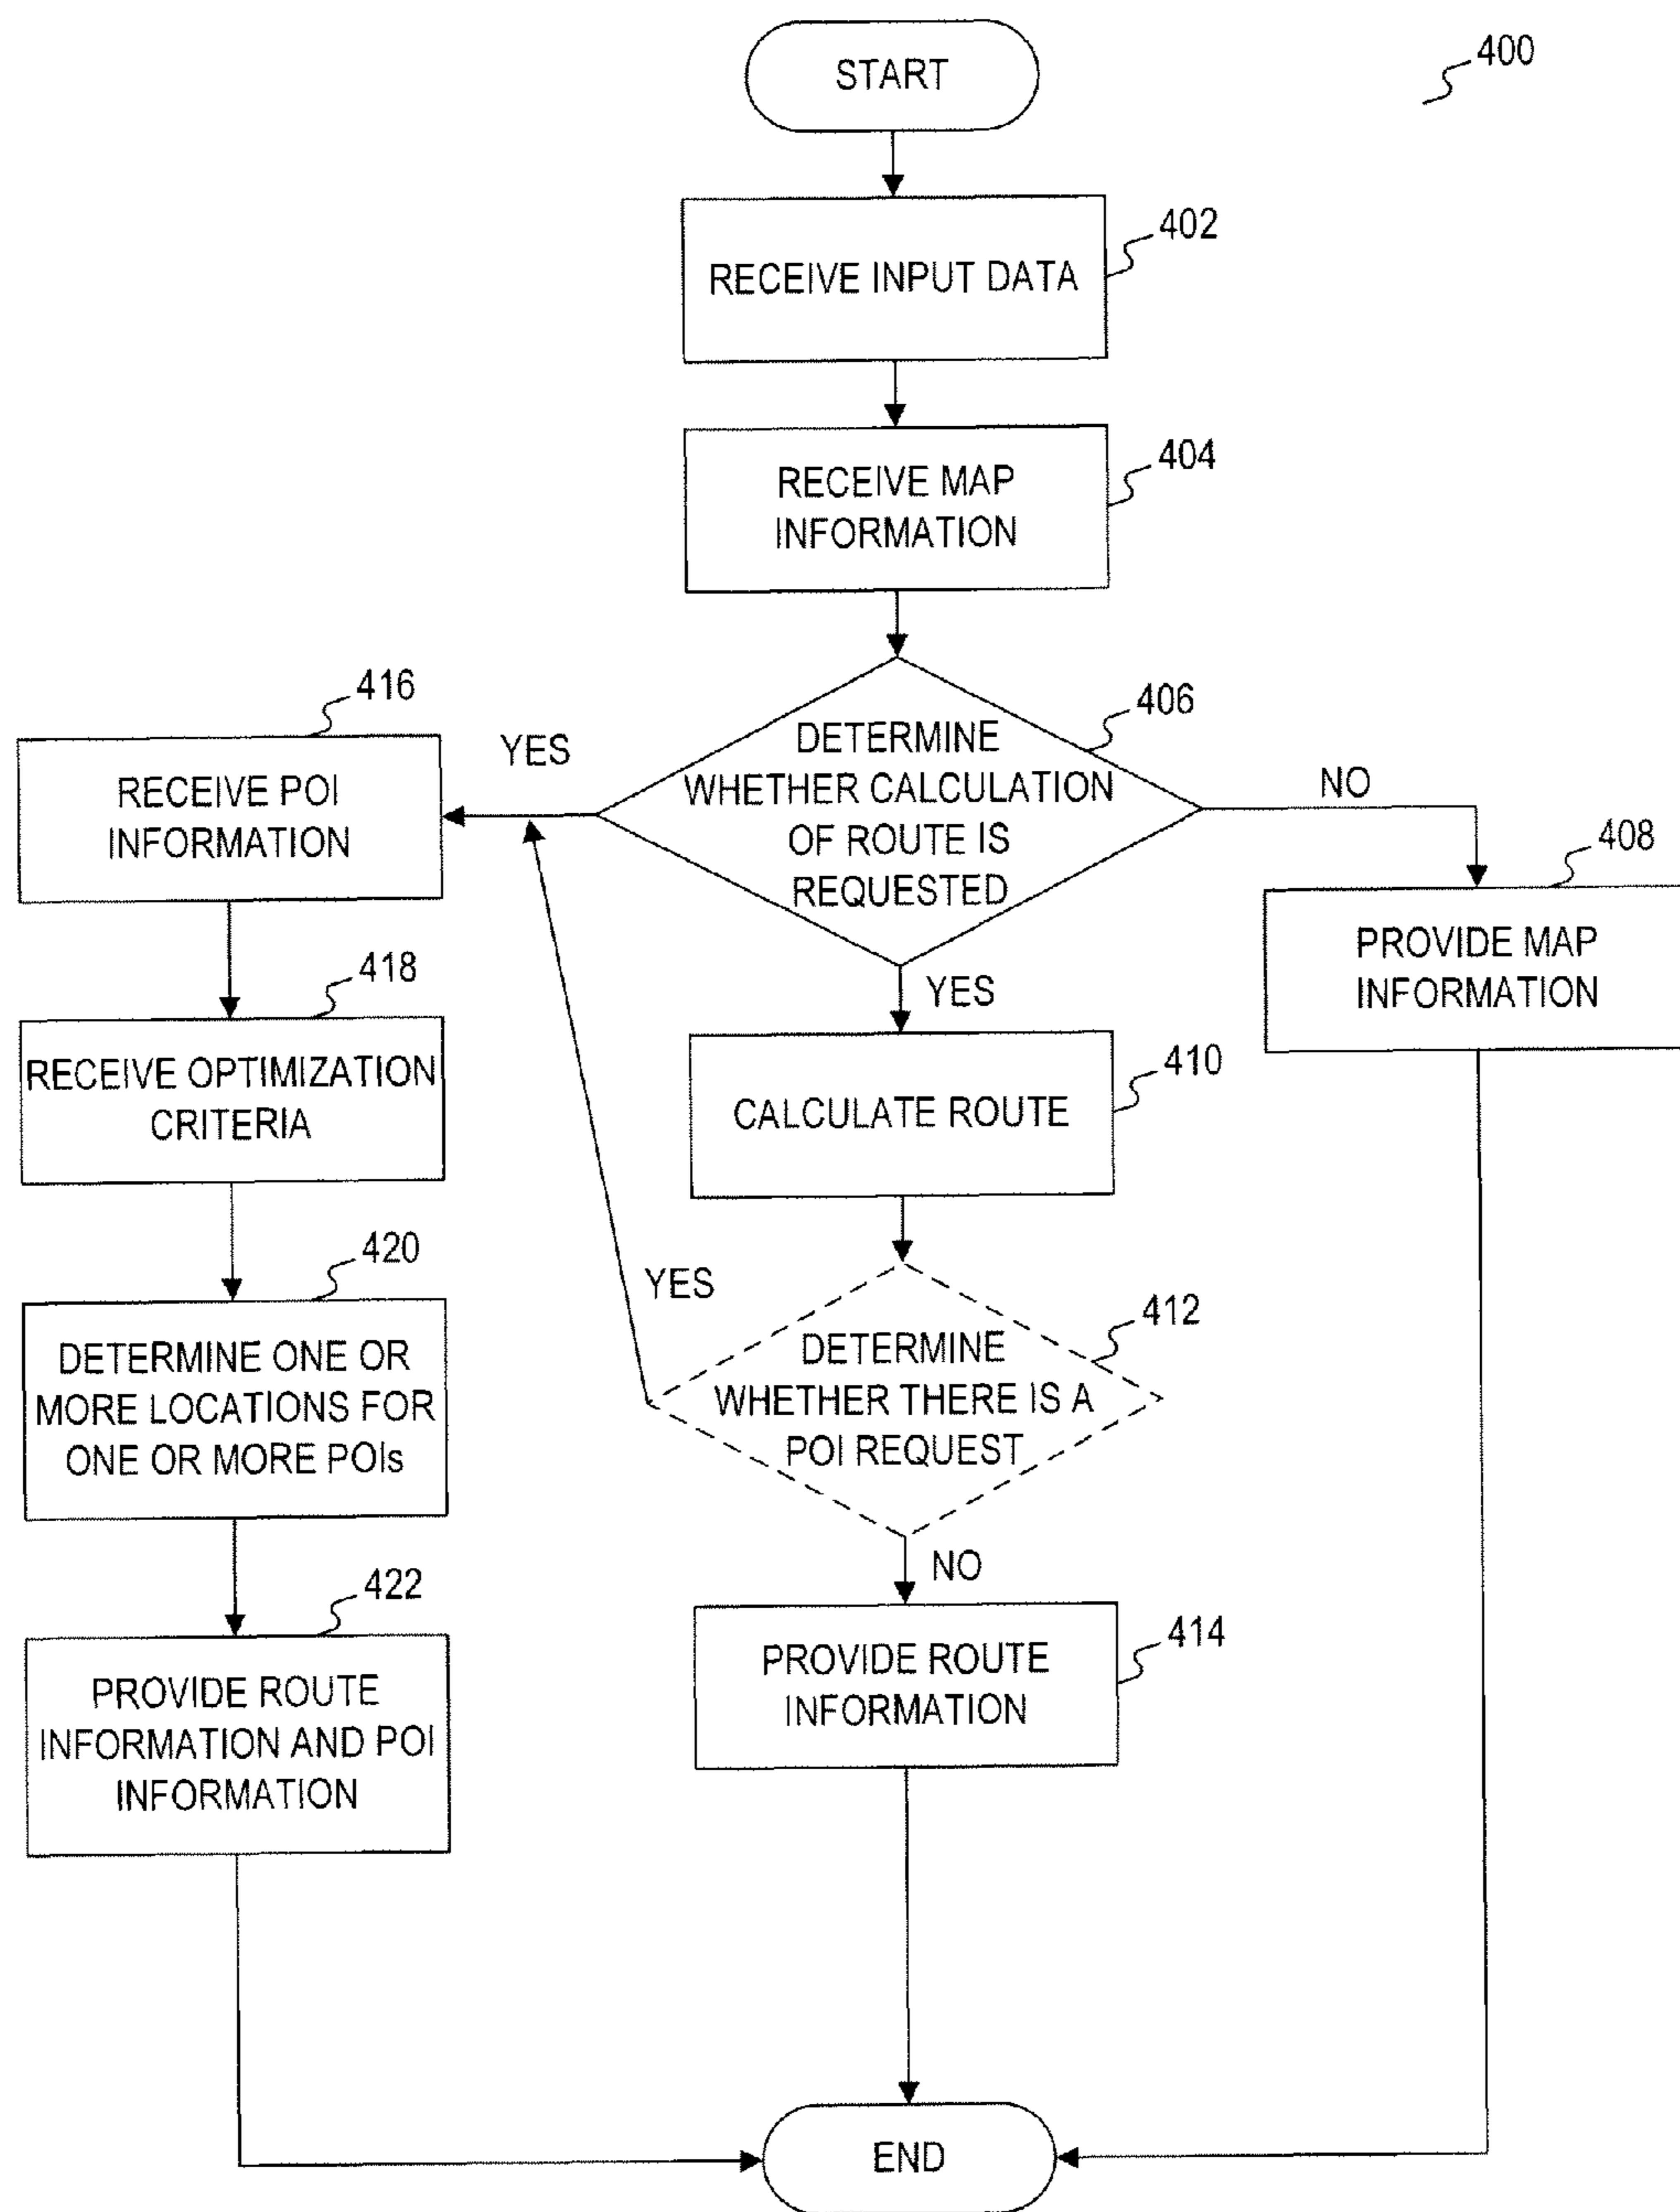 START
400
402
RECEIVE INPUT DATA
404
RECEIVE MAP
INFORMATION
406
DETERMINE
WHETHER CALCULATION
OF ROUTE IS
REQUESTED
YES
NO
YES
416
RECEIVE POI
INFORMATION
408
PROVIDE MAP
INFORMATION
418
RECEIVE OPTIMIZATION
CRITERIA
410
CALCULATE ROUTE
420
DETERMINE ONE OR
MORE LOCATIONS FOR
ONE OR MORE POIs
YES
412
DETERMINE
WHETHER THERE IS A
POI REQUEST
NO
422
PROVIDE ROUTE
INFORMATION AND POI
INFORMATION
414
PROVIDE ROUTE
INFORMATION
END